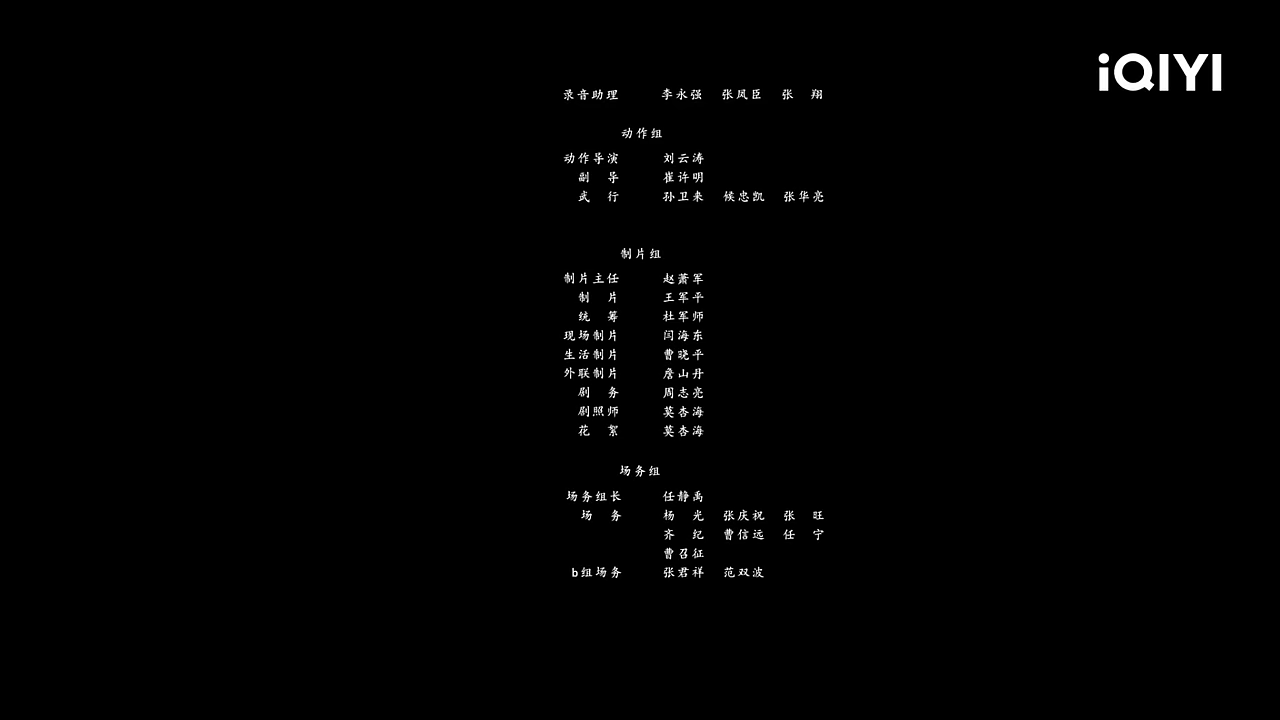 iQIYI
录音助理 李永强 张凤臣 张 翔
动作组
动作导演 刘云涛
副 导 崔许明
武 行 孙卫来 候忠凯 张华亮
制片组
制片主任 赵萧军
制 片 王军平
统 筹 杜军师
现场制片 闫海东
生活制片 曹晓平
外联制片 詹山丹
剧 务 周志亮
剧照师 莫杏海
花 絮 莫杏海
场务组
场务组长 任静禹
场 务 杨 光 张庆祝 张 旺
齐 纪 曹信远 任 宁
曹召征
b组场务 张君祥 范双波